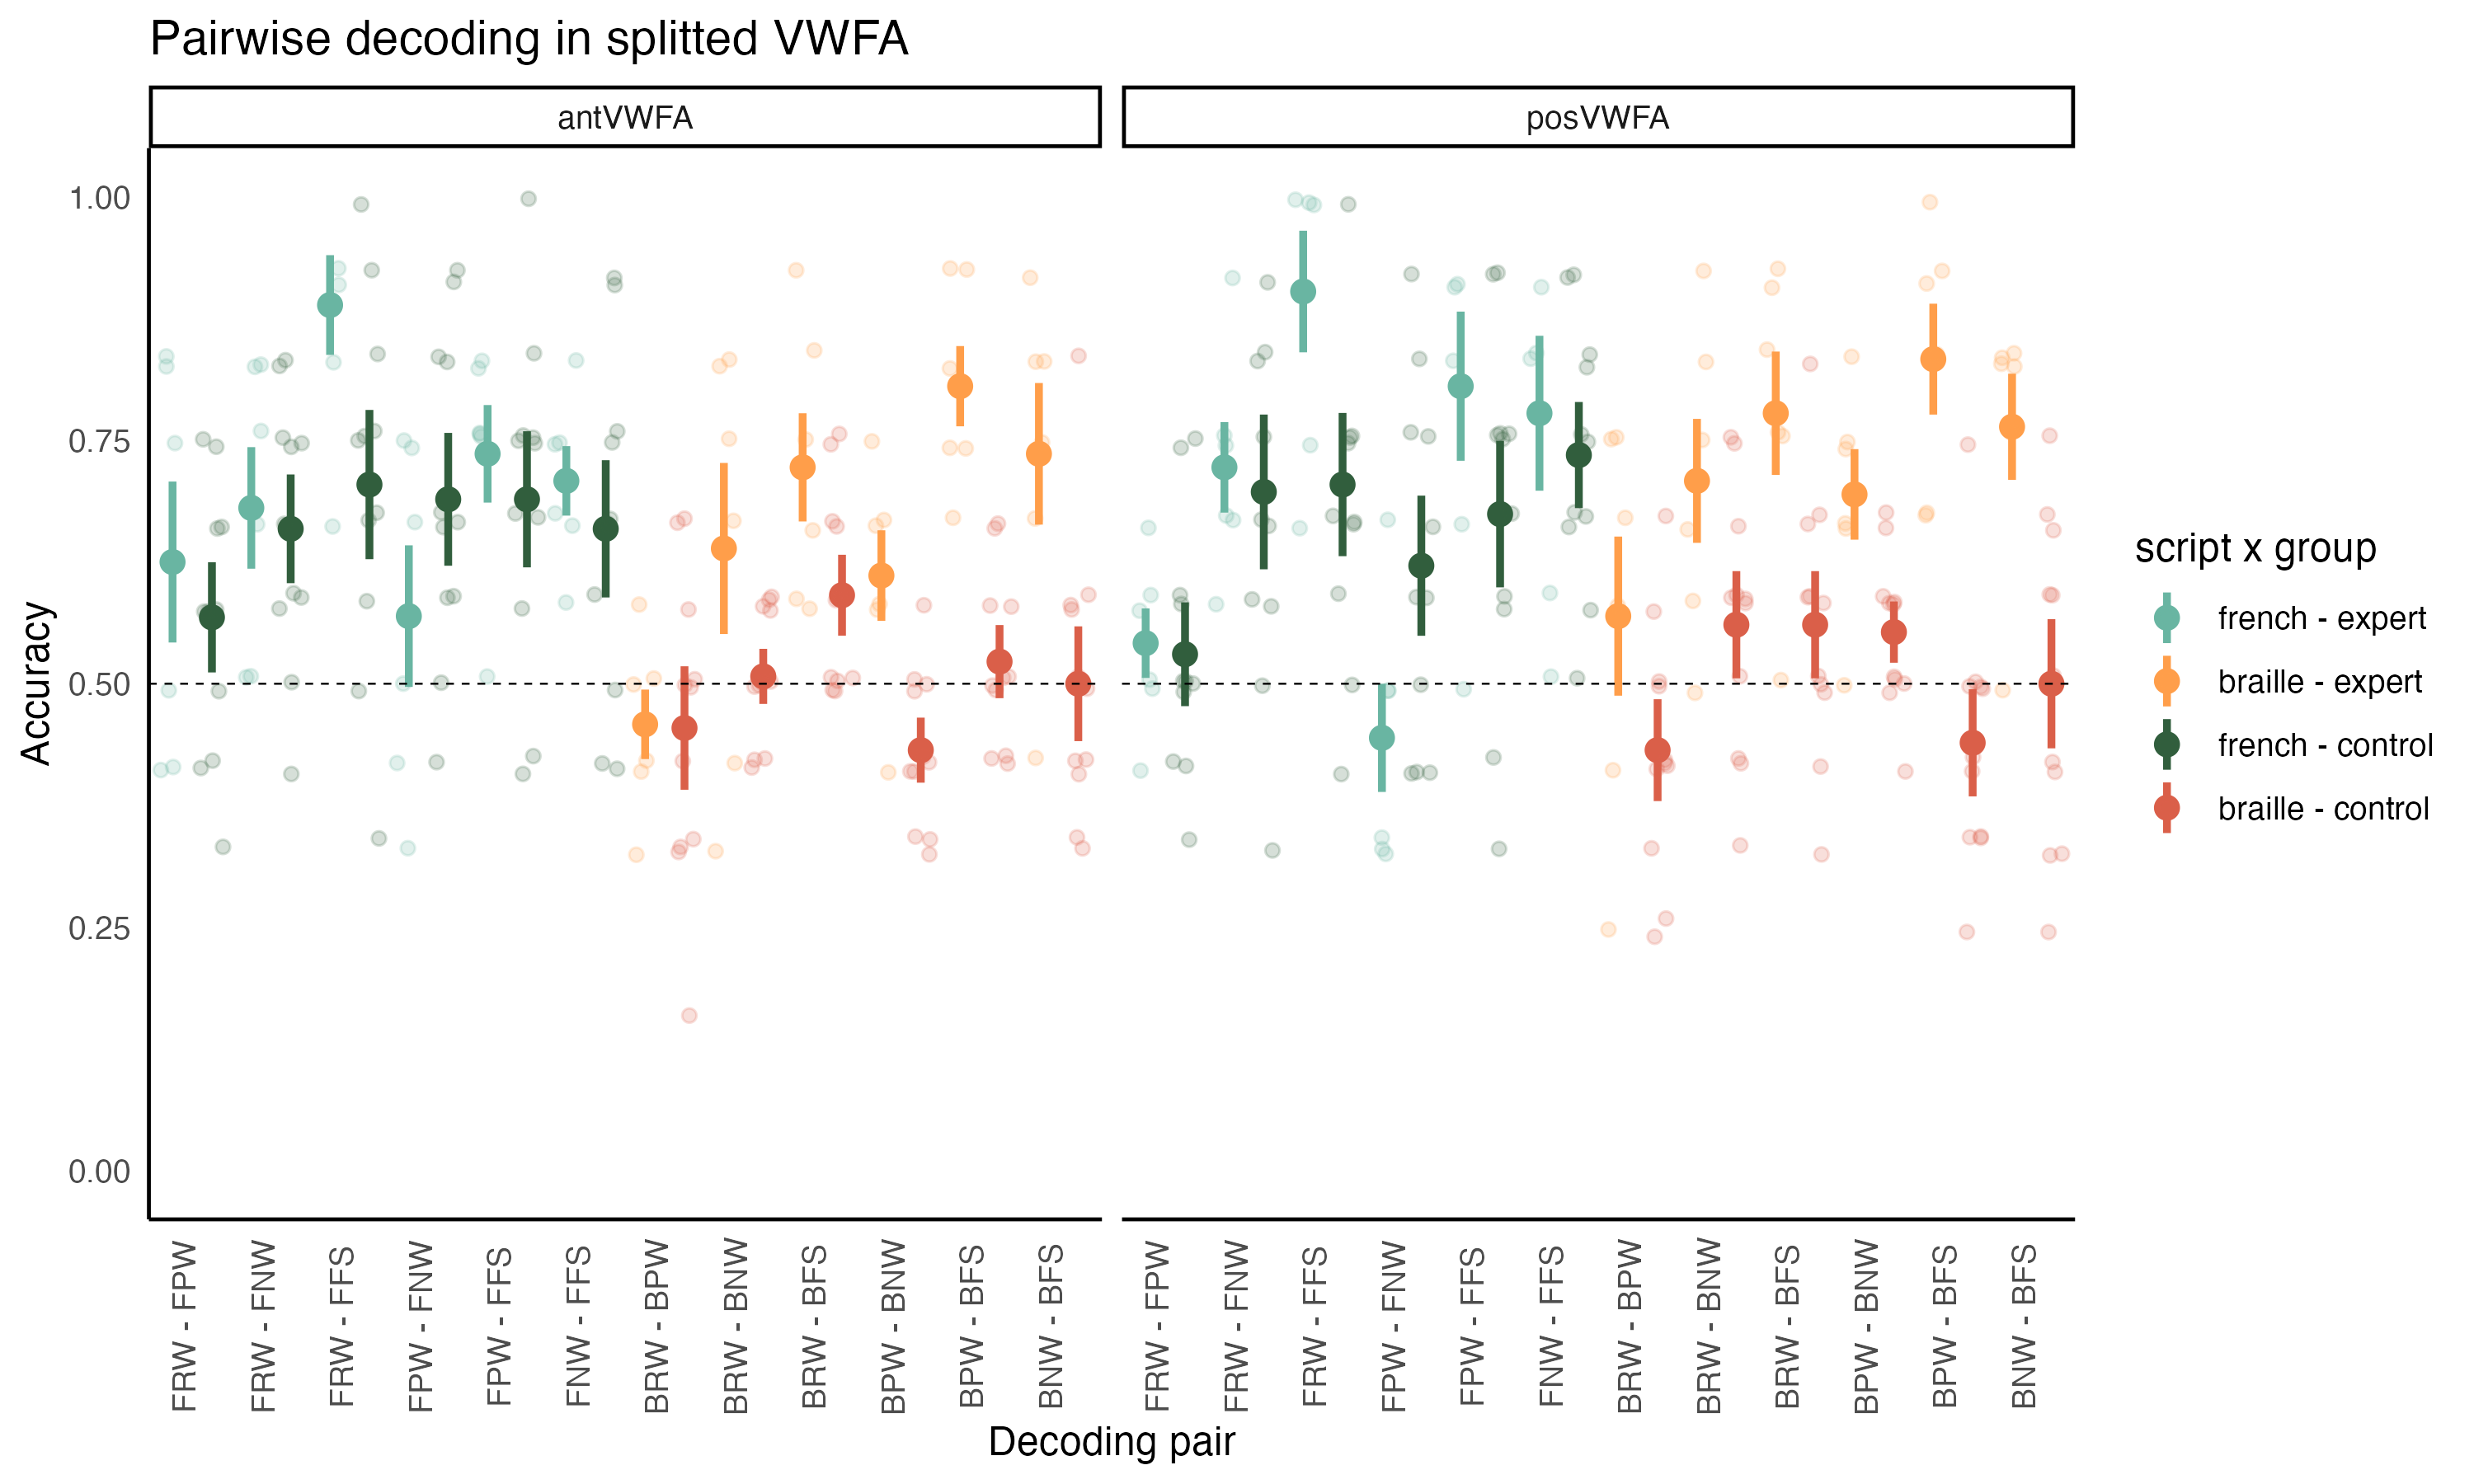 Pairwise decoding in splitted VWFA
antVWFA
posVWFA
1.00
0.75
0.50
0.25
0.00
Accuracy
FRW - FPW
FRW - FNW
FRW - FFS
FPW - FNW
FPW - FFS
FNW - FFS
BRW - BPW
BRW - BNW
BRW - BFS
BPW - BNW
BPW - BFS
BNW - BFS
FRW - FPW
FRW - FNW
FRW - FFS
FPW - FNW
FPW - FFS
FNW - FFS
BRW - BPW
BRW - BNW
BRW - BFS
BPW - BNW
BPW - BFS
BNW - BFS
Decoding pair
script x group
french - expert
braille - expert
french - control
braille - control